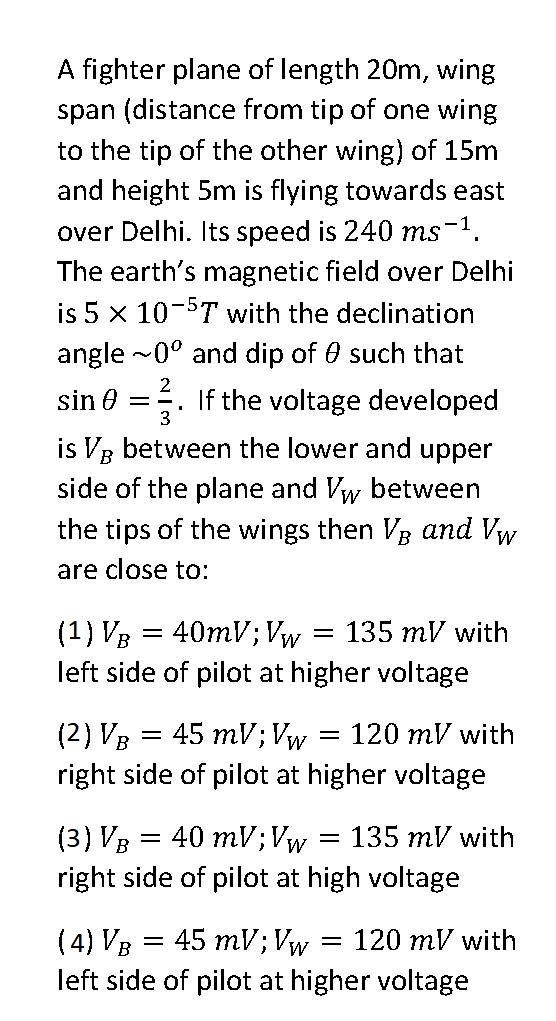 A fighter plane of length 20m, wing
span (distance from tip of one wing
to the tip of the other wing) of 15m
and height 5m is flying towards east
over Delhi. Its speed is 240 ms⁻¹.
The earth's magnetic field over Delhi
is 5 × 10⁻⁵T with the declination
angle ~0⁰ and dip of θ such that
sin θ = 2/3. If the voltage developed
is V_B between the lower and upper
side of the plane and V_W between
the tips of the wings then V_B and V_W
are close to:
(1) V_B = 40mV; V_W = 135 mV with
left side of pilot at higher voltage
(2) V_B = 45 mV; V_W = 120 mV with
right side of pilot at higher voltage
(3) V_B = 40 mV; V_W = 135 mV with
right side of pilot at high voltage
(4) V_B = 45 mV; V_W = 120 mV with
left side of pilot at higher voltage